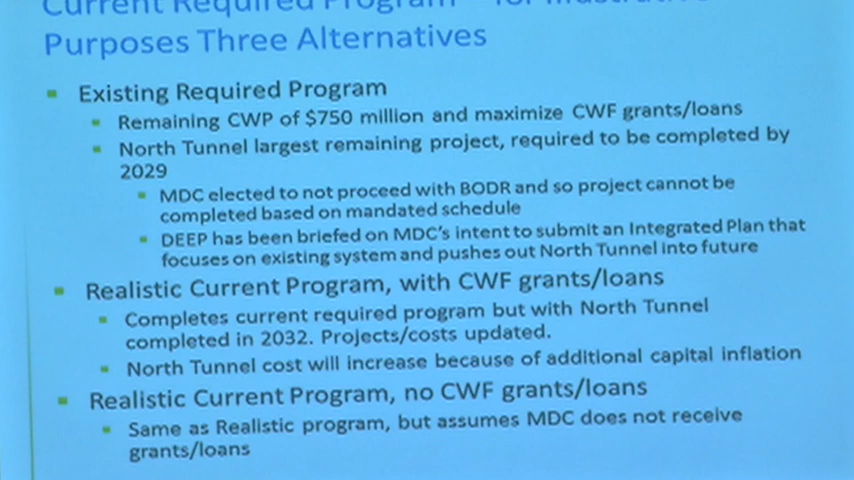 Current Required Program – for Illustrative
Purposes Three Alternatives
Existing Required Program
Remaining CWP of $750 million and maximize CWF grants/loans
North Tunnel largest remaining project, required to be completed by
2029
MDC elected to not proceed with BODR and so project cannot be
completed based on mandated schedule
DEEP has been briefed on MDC's intent to submit an Integrated Plan that
focuses on existing system and pushes out North Tunnel into future
Realistic Current Program, with CWF grants/loans
Completes current required program but with North Tunnel
completed in 2032. Projects/costs updated.
North Tunnel cost will increase because of additional capital inflation
Realistic Current Program, no CWF grants/loans
Same as Realistic program, but assumes MDC does not receive
grants/loans